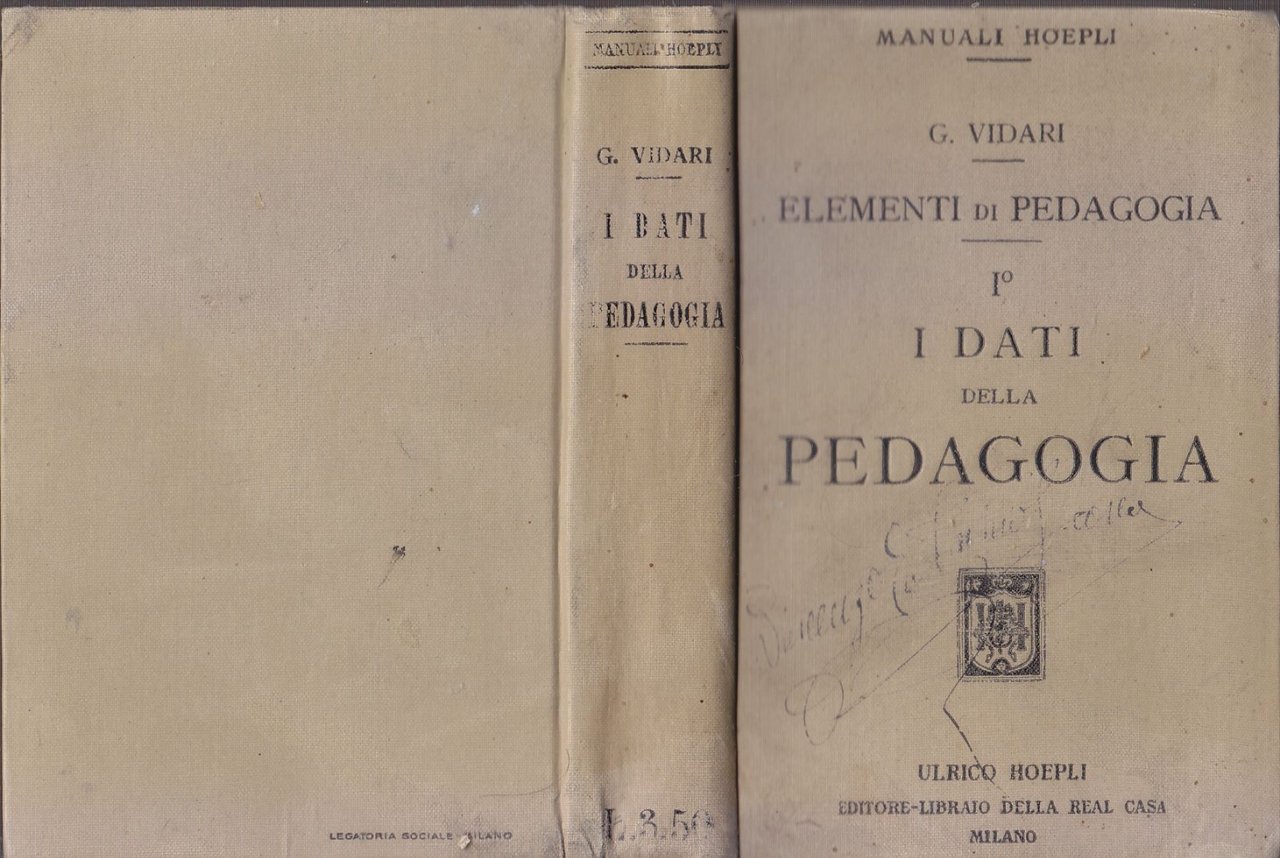 LEGATORIA SOCIALE - MILANO
MANUALI HOEPLI
G. VIDARI
I DATI
DELLA
PEDAGOGIA
L.3.50
MANUALI HOEPLI
G. VIDARI
ELEMENTI DI PEDAGOGIA
Iº
I DATI
DELLA
PEDAGOGIA
ULRICO HOEPLI
EDITORE-LIBRAIO DELLA REAL CASA
MILANO